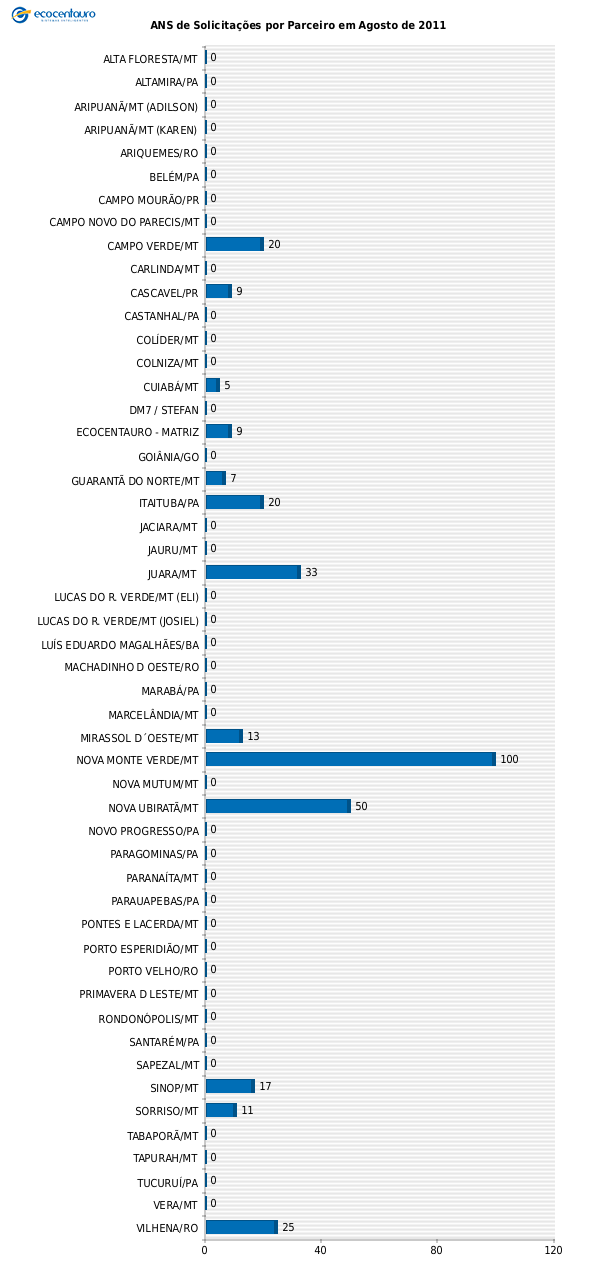 ecocentauro
ANS de Solicitações por Parceiro em Agosto de 2011
ALTA FLORESTA/MT 0
ALTAMIRA/PA 0
ARIPUANÃ/MT (ADILSON) 0
ARIPUANÃ/MT (KAREN) 0
ARIQUEMES/RO 0
BELÉM/PA 0
CAMPO MOURÃO/PR 0
CAMPO NOVO DO PARECIS/MT 0
CAMPO VERDE/MT 20
CARLINDA/MT 0
CASCAVEL/PR 9
CASTANHAL/PA 0
COLÍDER/MT 0
COLNIZA/MT 0
CUIABÁ/MT 5
DM7 / STEFAN 0
ECOCENTAURO - MATRIZ 9
GOIÂNIA/GO 0
GUARANTÃ DO NORTE/MT 7
ITAITUBA/PA 20
JACIARA/MT 0
JAURU/MT 0
JUARA/MT 33
LUCAS DO R. VERDE/MT (ELI) 0
LUCAS DO R. VERDE/MT (JOSIEL) 0
LUÍS EDUARDO MAGALHÃES/BA 0
MACHADINHO D OESTE/RO 0
MARABÁ/PA 0
MARCELÂNDIA/MT 0
MIRASSOL D´OESTE/MT 13
NOVA MONTE VERDE/MT 100
NOVA MUTUM/MT 0
NOVA UBIRATÃ/MT 50
NOVO PROGRESSO/PA 0
PARAGOMINAS/PA 0
PARANAÍTA/MT 0
PARAUAPEBAS/PA 0
PONTES E LACERDA/MT 0
PORTO ESPERIDIÃO/MT 0
PORTO VELHO/RO 0
PRIMAVERA D LESTE/MT 0
RONDONÓPOLIS/MT 0
SANTARÉM/PA 0
SAPEZAL/MT 0
SINOP/MT 17
SORRISO/MT 11
TABAPORÃ/MT 0
TAPURAH/MT 0
TUCURUÍ/PA 0
VERA/MT 0
VILHENA/RO 25
0 40 80 120